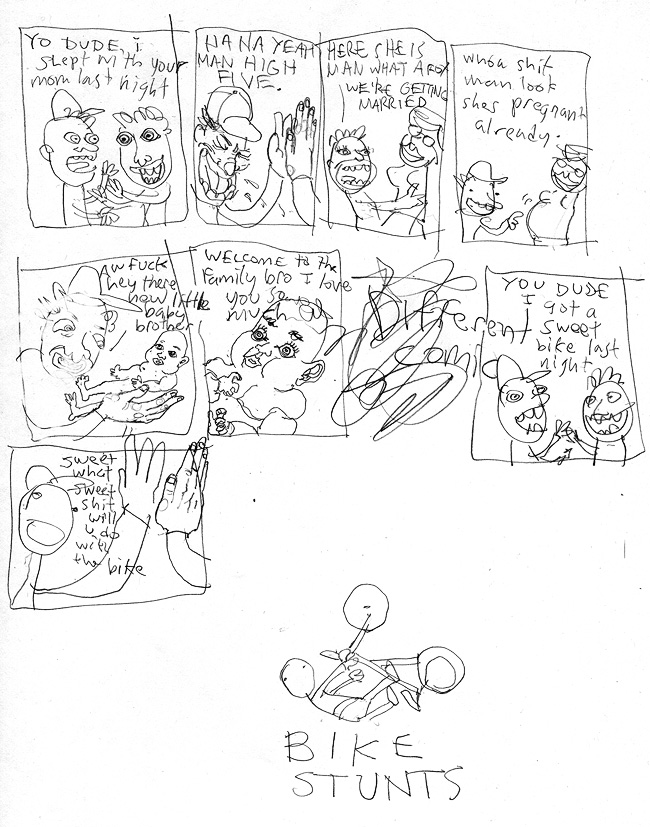 YO DUDE, I
slept with your
mom last night
HA HA YEAH
MAN HIGH
FIVE.
HERE SHE IS
MAN WHAT A FOX
WE'RE GETTING
MARRIED
whoa shit
man look
shes pregnant
already.
AW FUCK
hey there
how little
baby
brother
WELCOME TO the
family bro I love
you so
much
Different
comic
YOU DUDE
I got a
sweet
bike last
night
sweet
what
sweet
shit
will
u do
with
the bike
BIKE
STUNTS